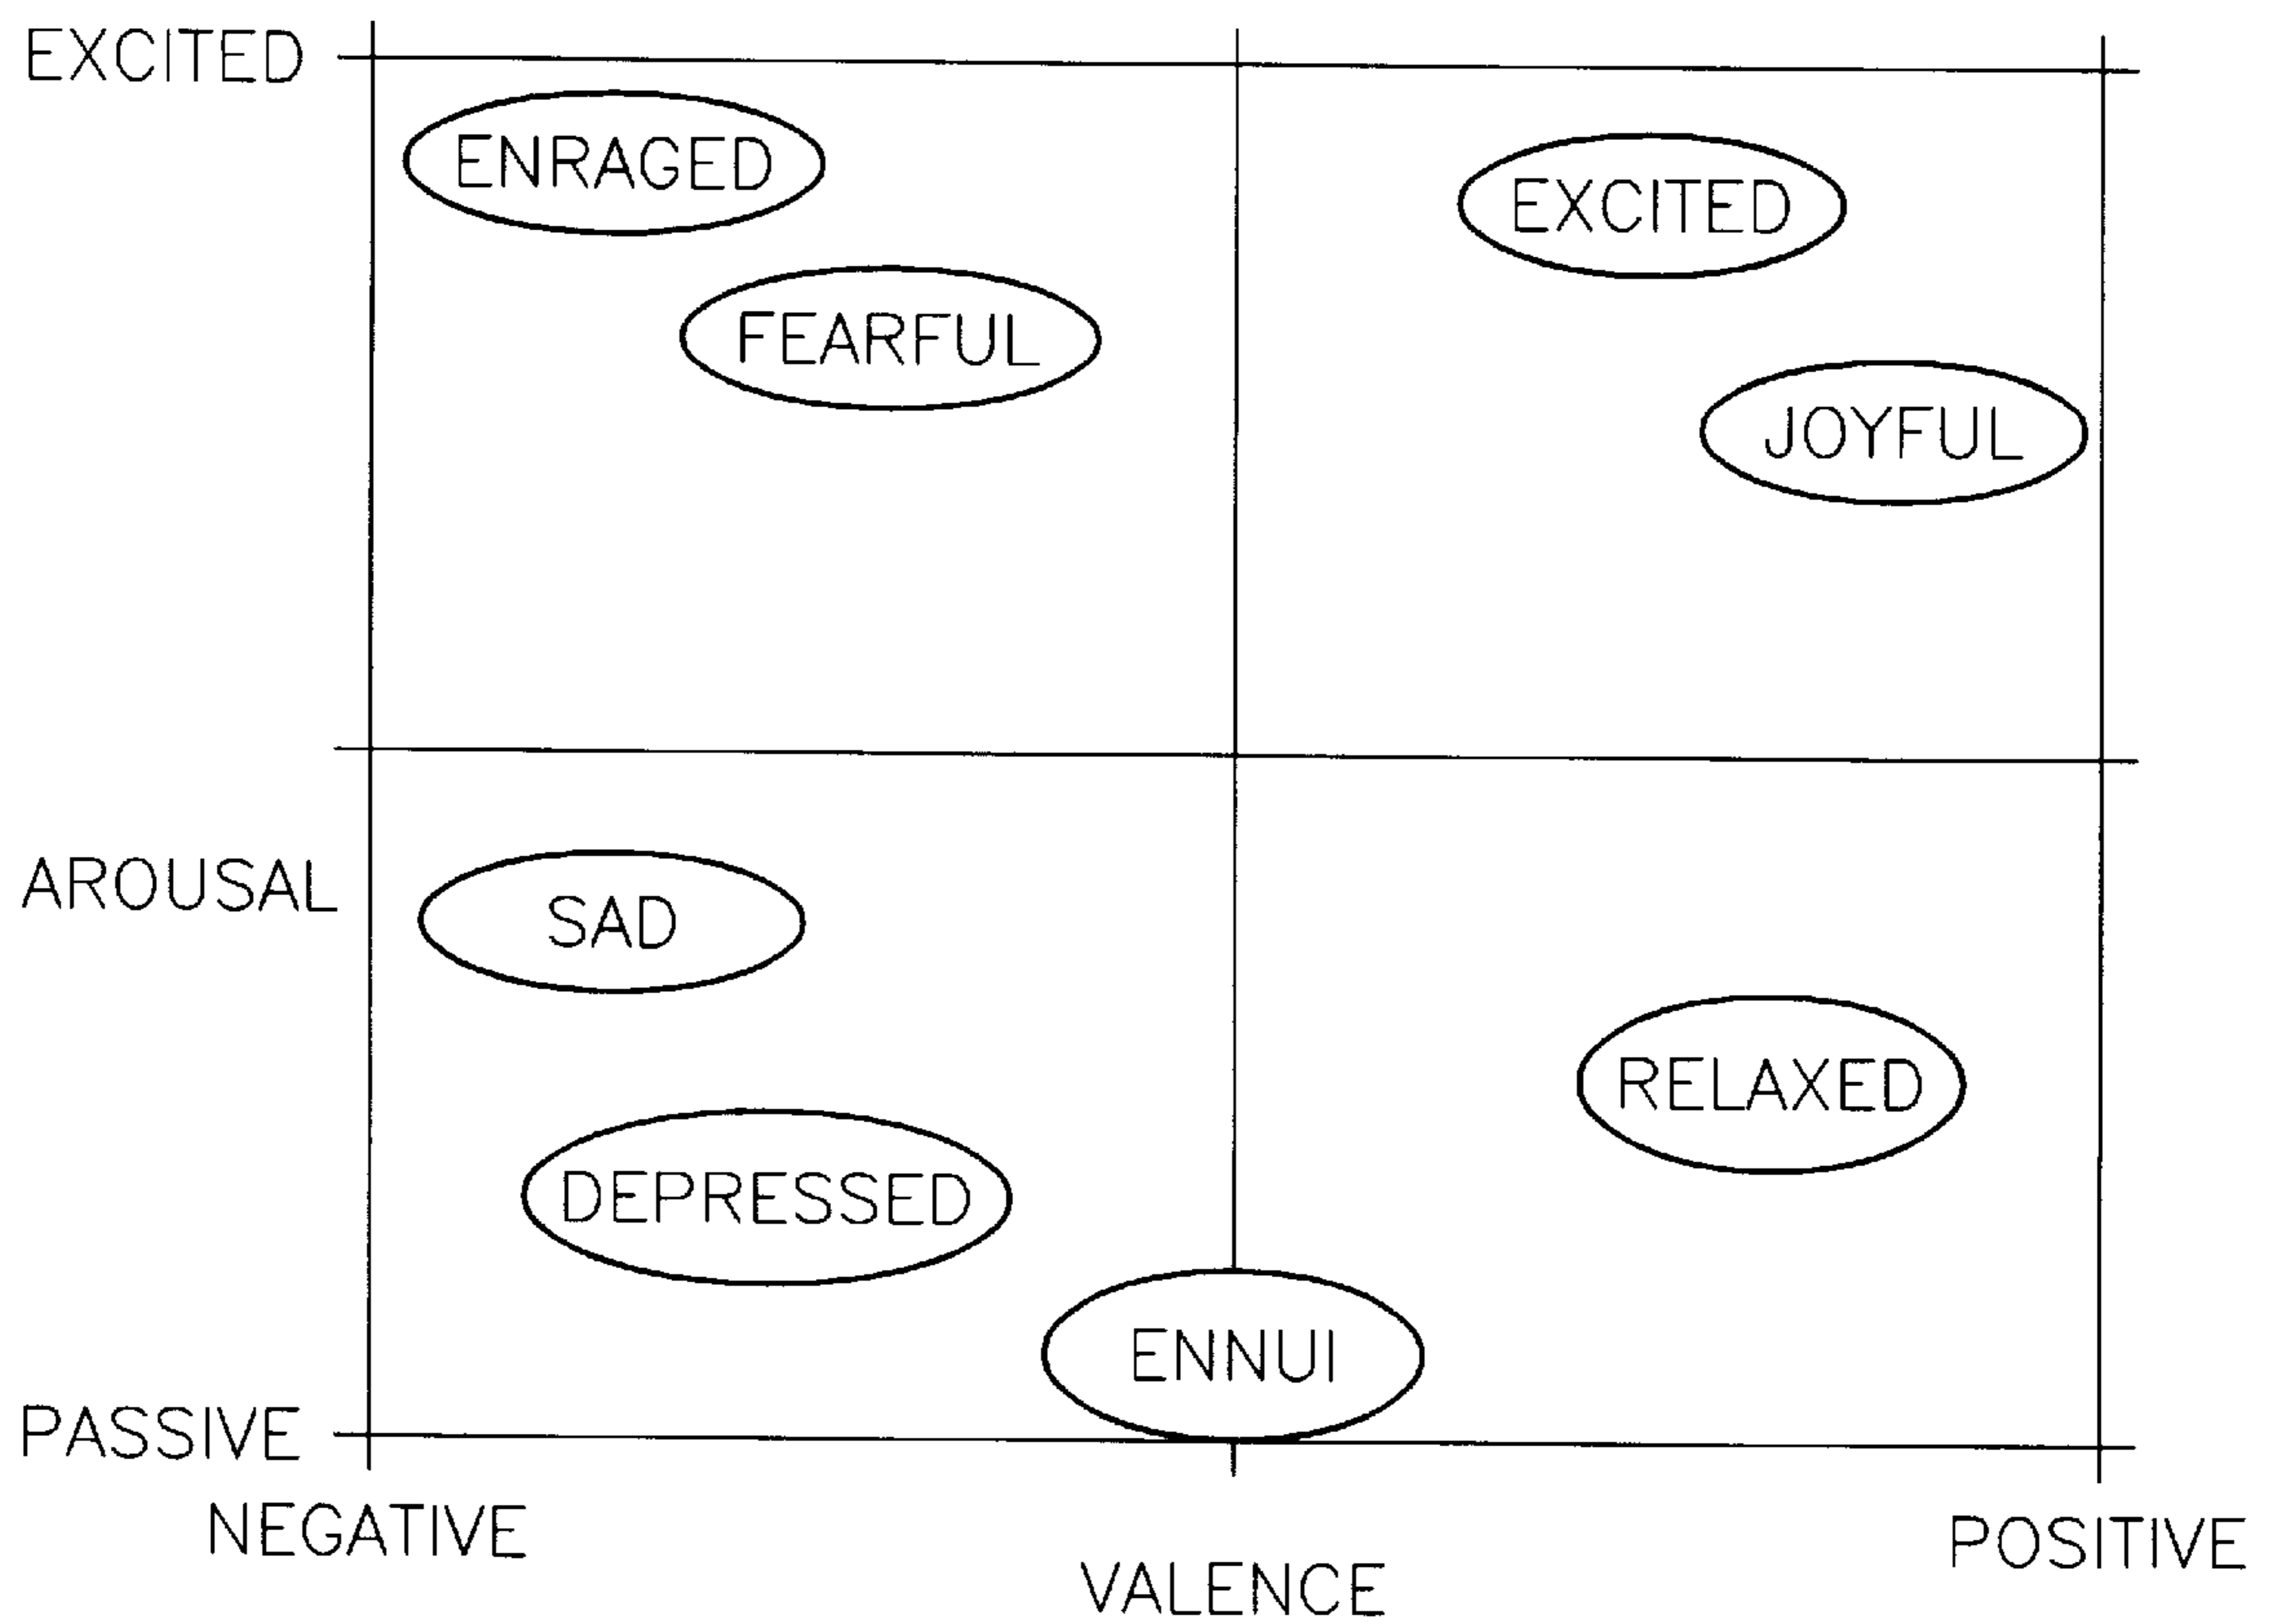 EXCITED
ENRAGED
EXCITED
FEARFUL
JOYFUL
AROUSAL
SAD
RELAXED
DEPRESSED
ENNUI
PASSIVE
NEGATIVE
POSITIVE
VALENCE